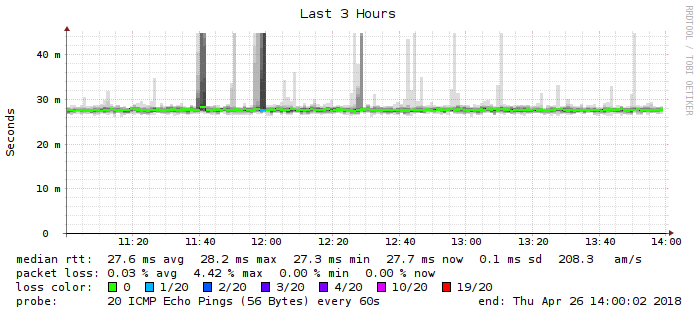 Last 3 Hours
RRDTOOL / TOBI OETIKER
Seconds
40 m
30 m
20 m
10 m
0
11:20 11:40 12:00 12:20 12:40 13:00 13:20 13:40 14:00
median rtt: 27.6 ms avg 28.2 ms max 27.3 ms min 27.7 ms now 0.1 ms sd 208.3 am/s
packet loss: 0.03 % avg 4.42 % max 0.00 % min 0.00 % now
loss color: 0 1/20 2/20 3/20 4/20 10/20 19/20
probe: 20 ICMP Echo Pings (56 Bytes) every 60s end: Thu Apr 26 14:00:02 2018